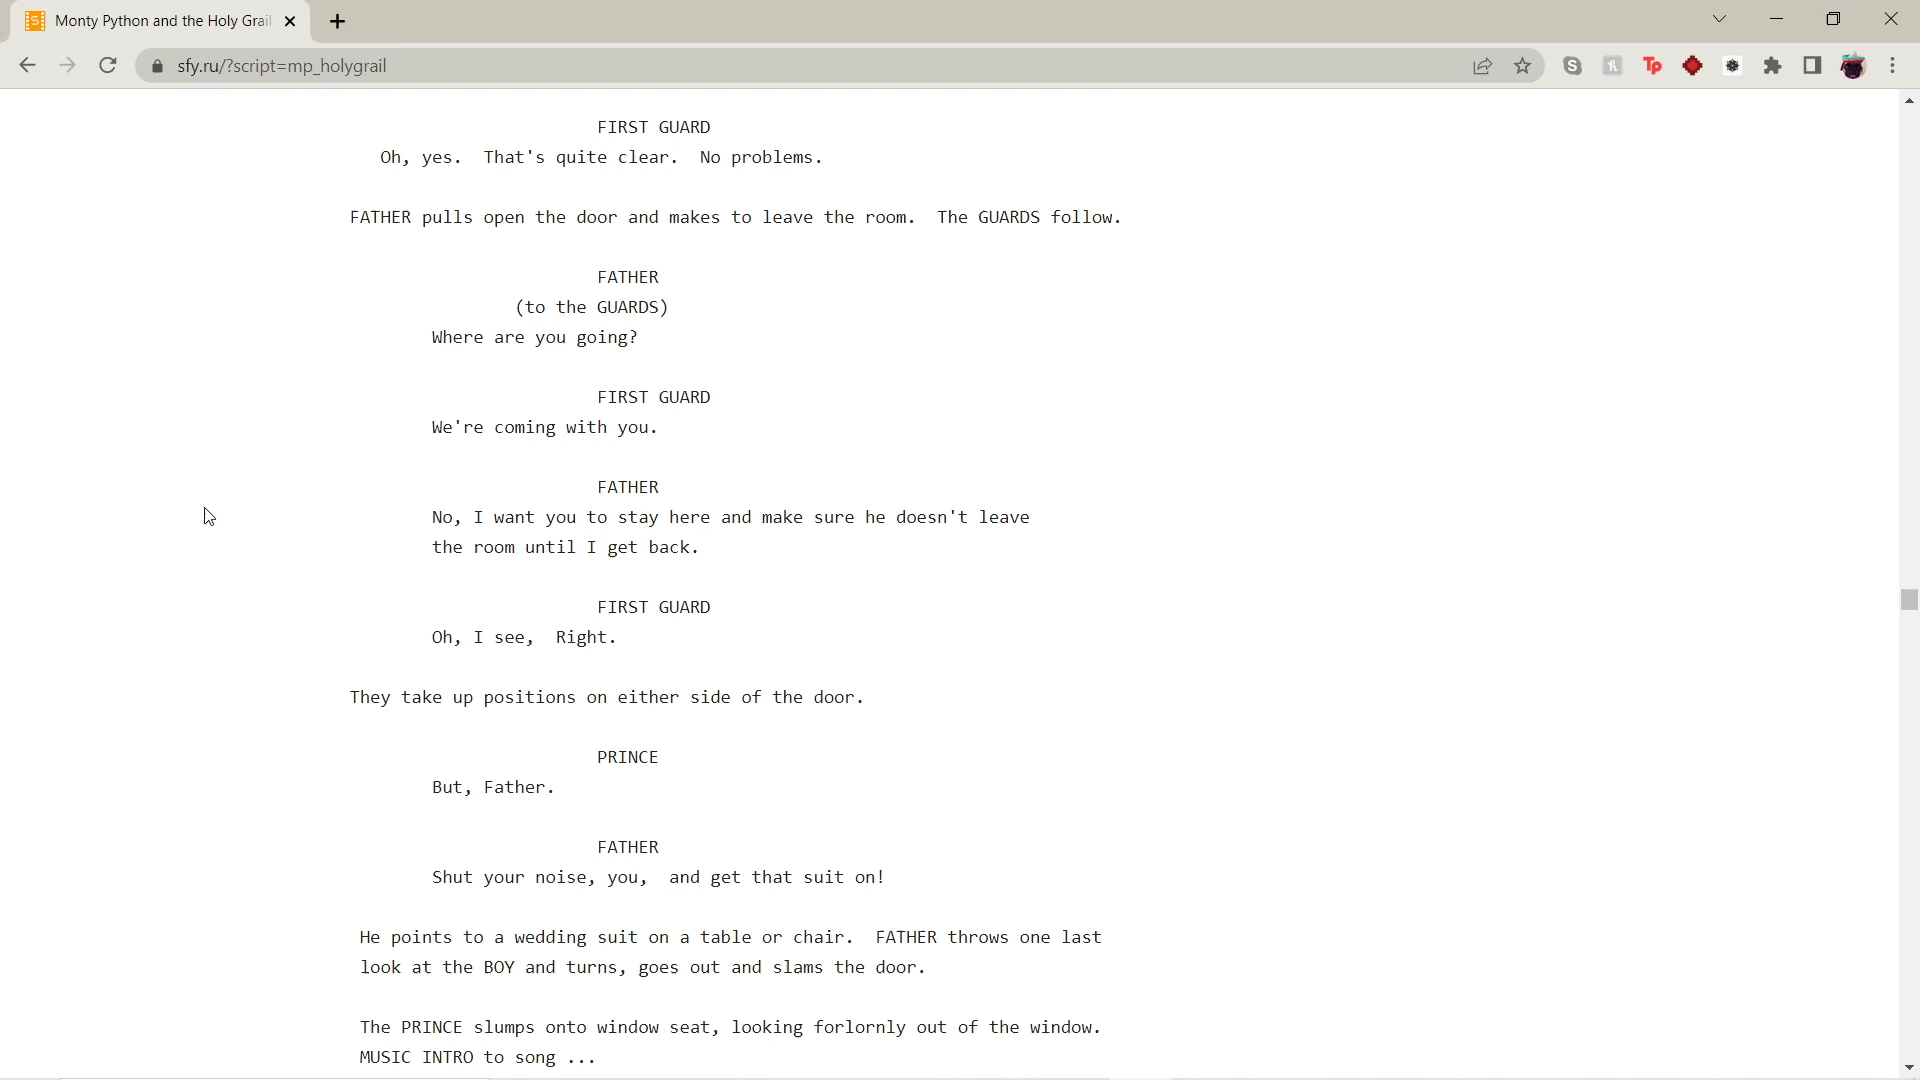 Monty Python and the Holy Grail
sfy.ru/?script=mp_holygrail
FIRST GUARD
Oh, yes.  That's quite clear.  No problems.
FATHER pulls open the door and makes to leave the room.  The GUARDS follow.
FATHER
(to the GUARDS)
Where are you going?
FIRST GUARD
We're coming with you.
FATHER
No, I want you to stay here and make sure he doesn't leave
the room until I get back.
FIRST GUARD
Oh, I see,  Right.
They take up positions on either side of the door.
PRINCE
But, Father.
FATHER
Shut your noise, you,  and get that suit on!
He points to a wedding suit on a table or chair.  FATHER throws one last
look at the BOY and turns, goes out and slams the door.
The PRINCE slumps onto window seat, looking forlornly out of the window.
MUSIC INTRO to song ...